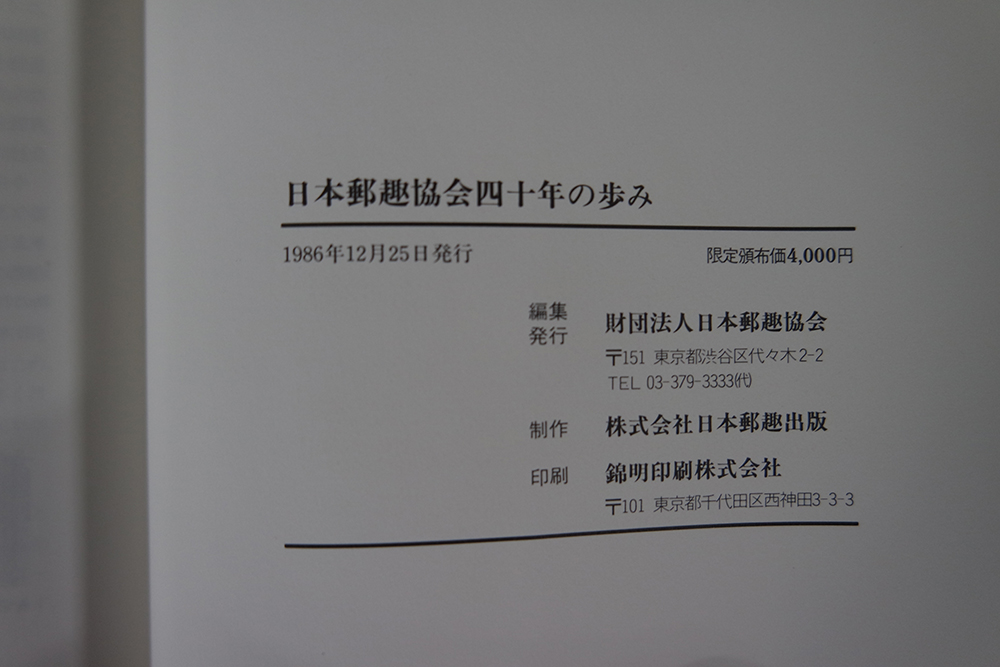 日本郵趣協会四十年の歩み
1986年12月25日発行 限定頒布価4,000円
編集
発行 財団法人日本郵趣協会
〒151 東京都渋谷区代々木2-2
TEL 03-379-3333㈹
制作 株式会社日本郵趣出版
印刷 錦明印刷株式会社
〒101 東京都千代田区西神田3-3-3